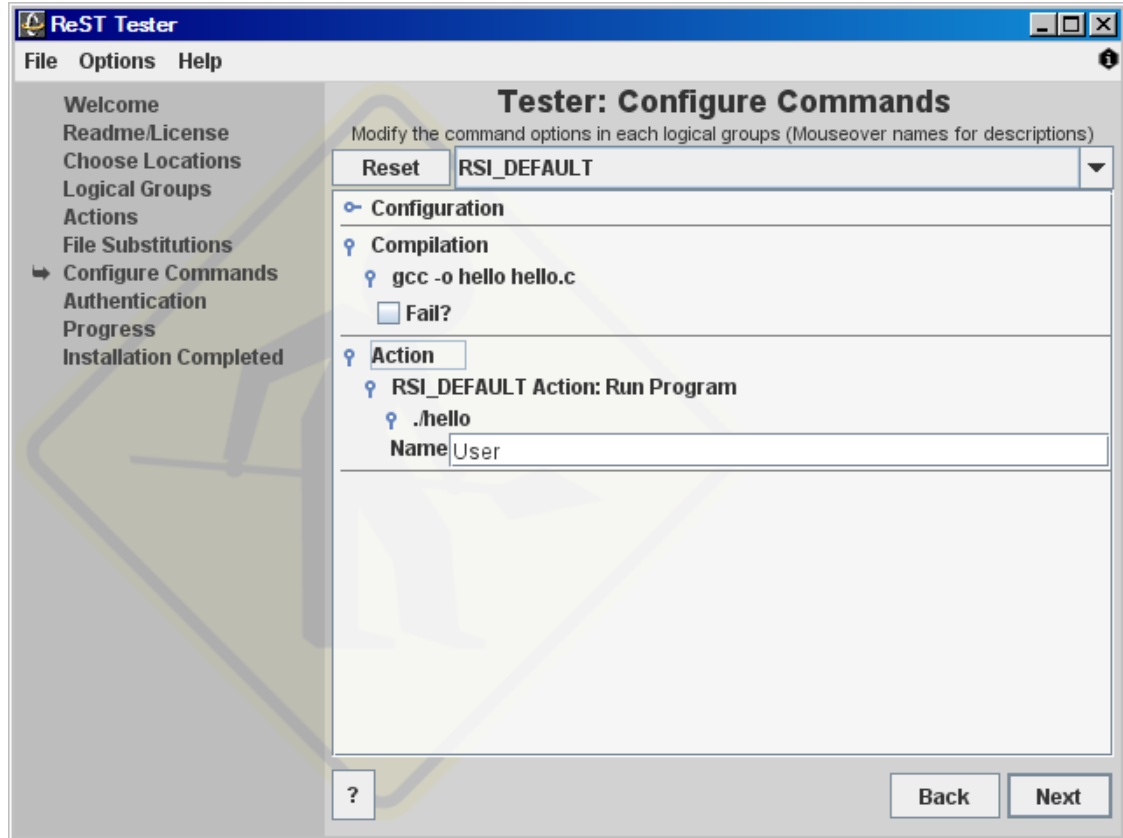 ReST Tester
File Options Help
Welcome
Readme/License
Choose Locations
Logical Groups
Actions
File Substitutions
Configure Commands
Authentication
Progress
Installation Completed
Tester: Configure Commands
Modify the command options in each logical groups (Mouseover names for descriptions)
Reset RSI_DEFAULT
Configuration
Compilation
gcc -o hello hello.c
Fail?
Action
RSI_DEFAULT Action: Run Program
./hello
Name User
? Back Next